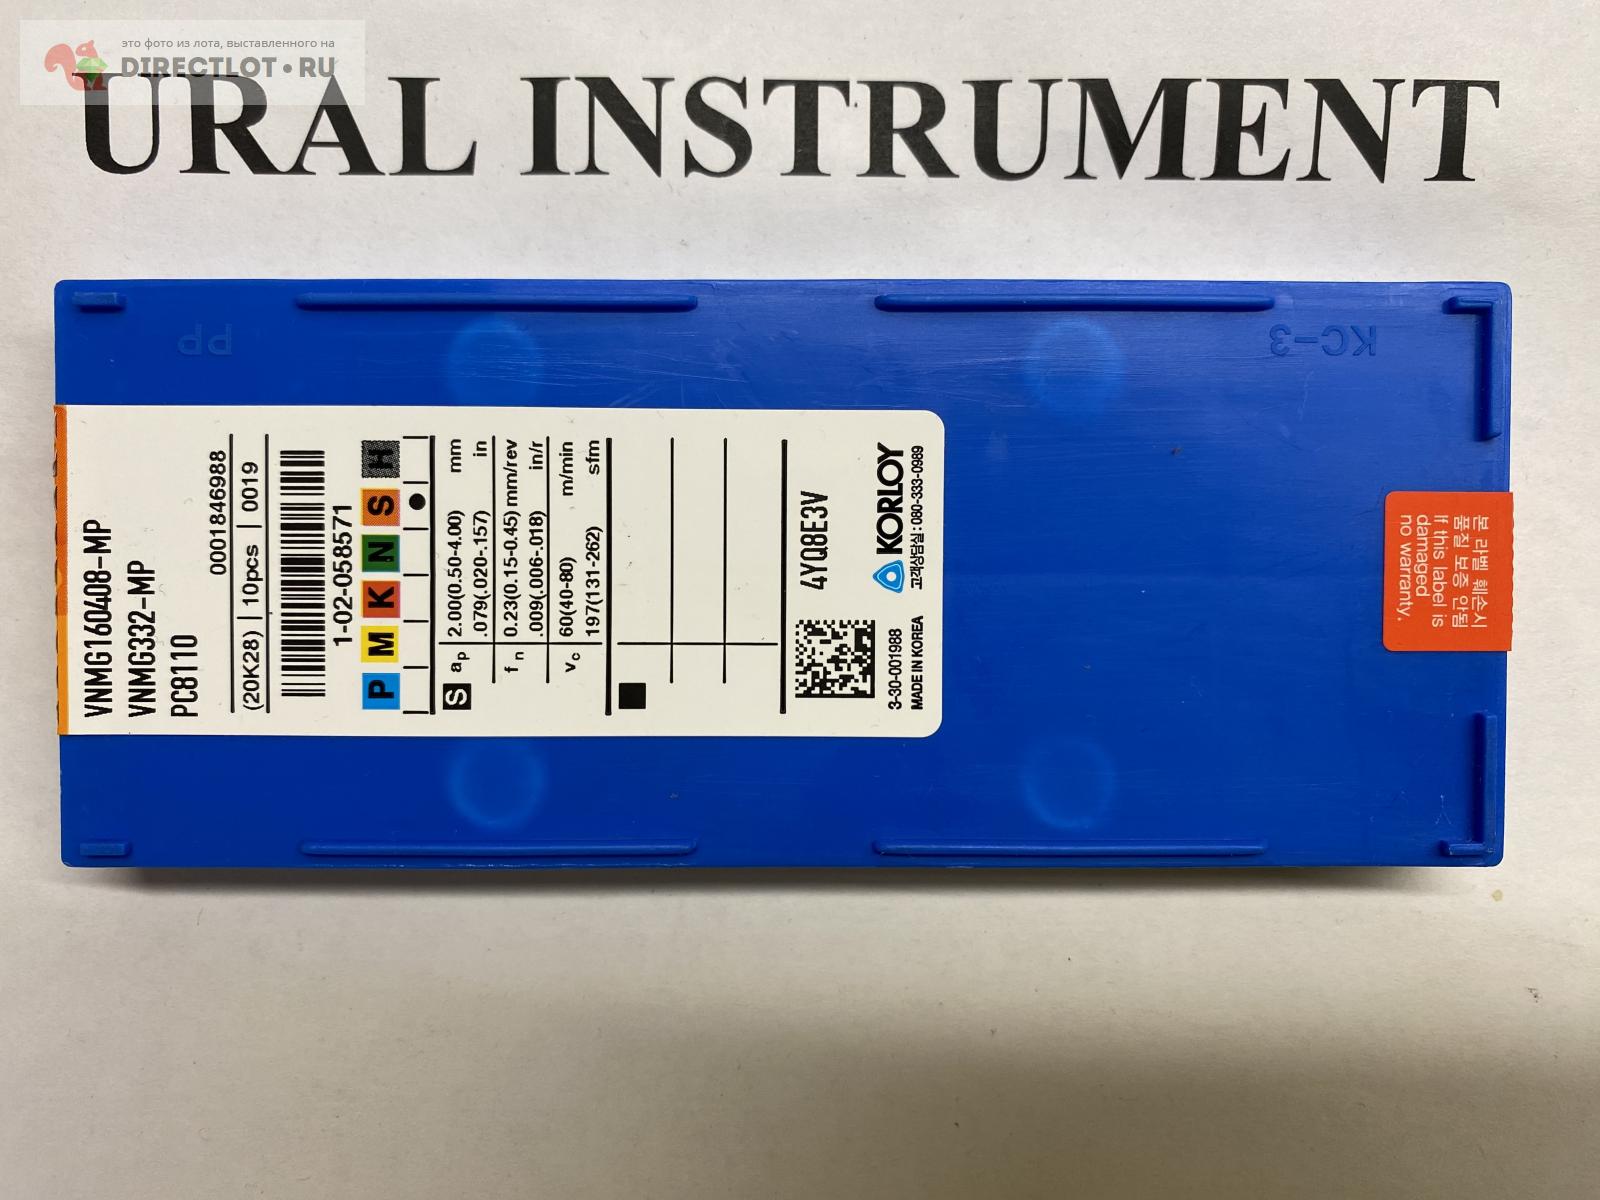 это фото из лота, выставленного на
DIRECTLOT•RU
URAL INSTRUMENT
PP
KC-3
VNMG160408-MP
VNMG332-MP
PC8110
0001846988
(20K28) | 10pcs | 0019
1-02-058571
P M K N S H
●
S ap 2.00(0.50-4.00) mm
.079(.020-.157) in
fn 0.23(0.15-0.45) mm/rev
.009(.006-.018) in/r
vc 60(40-80) m/min
197(131-262) sfm
4YQ8E3V
3-30-001988 KORLOY
MADE IN KOREA 고객상담실 : 080-333-0989
본 라벨 훼손시
품질 보증 안됨
If this label is
damaged
no warranty.